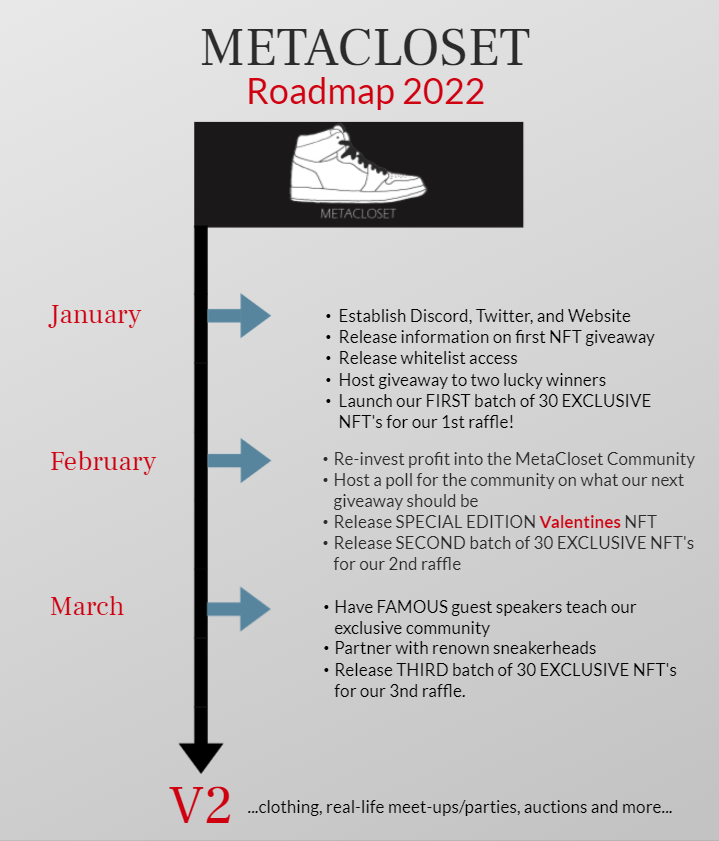 METACLOSET
Roadmap 2022
METACLOSET
January
• Establish Discord, Twitter, and Website
• Release information on first NFT giveaway
• Release whitelist access
• Host giveaway to two lucky winners
• Launch our FIRST batch of 30 EXCLUSIVE
NFT's for our 1st raffle!
February
• Re-invest profit into the MetaCloset Community
• Host a poll for the community on what our next
giveaway should be
• Release SPECIAL EDITION Valentines NFT
• Release SECOND batch of 30 EXCLUSIVE NFT's
for our 2nd raffle
March
• Have FAMOUS guest speakers teach our
exclusive community
• Partner with renown sneakerheads
• Release THIRD batch of 30 EXCLUSIVE NFT's
for our 3nd raffle.
V2 ...clothing, real-life meet-ups/parties, auctions and more...